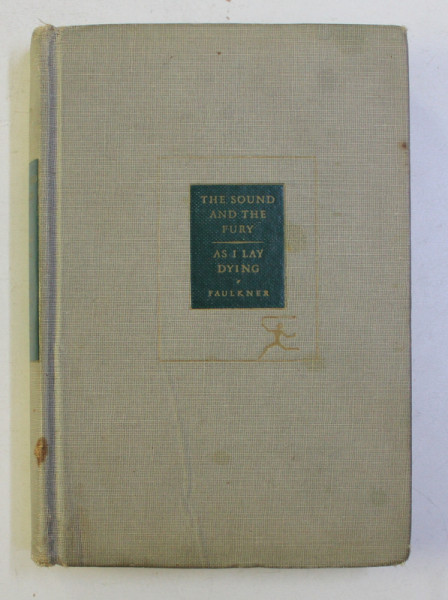 THE SOUND
AND THE
FURY
AS I LAY
DYING
FAULKNER